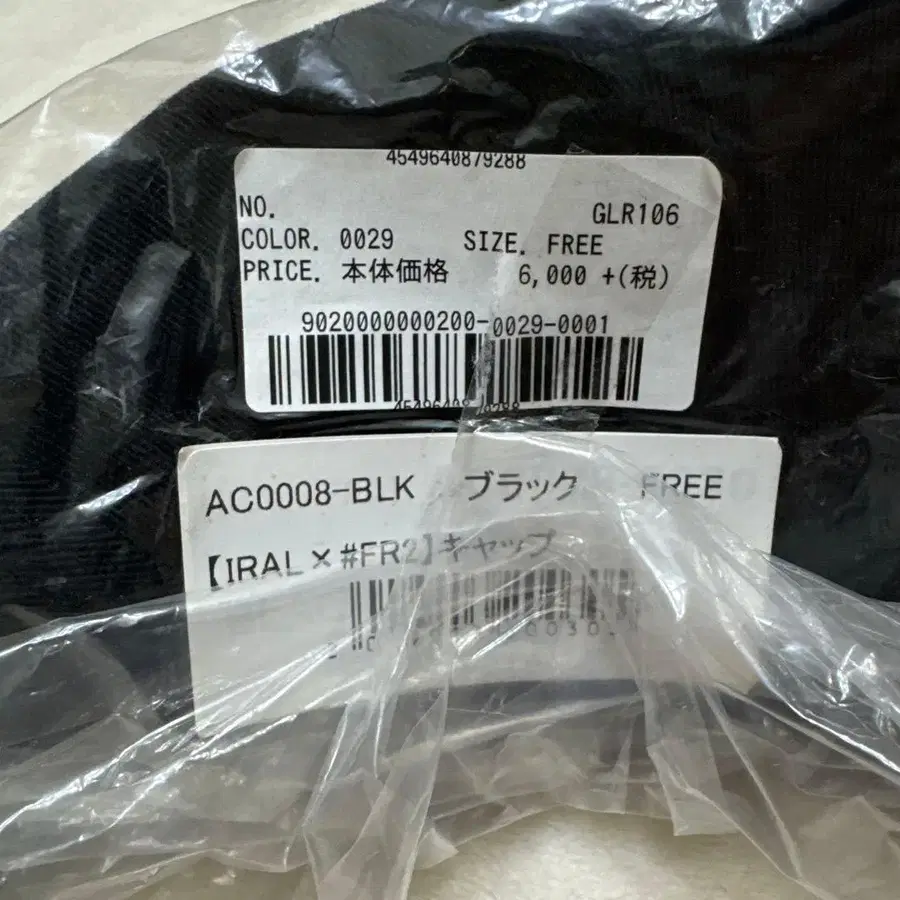 4549640879288
NO. GLR106
COLOR. 0029 SIZE. FREE
PRICE. 本体価格 6,000 +(税)
9020000000200-0029-0001
AC0008-BLK ブラック FREE
【IRAL×#FR2】キャップ